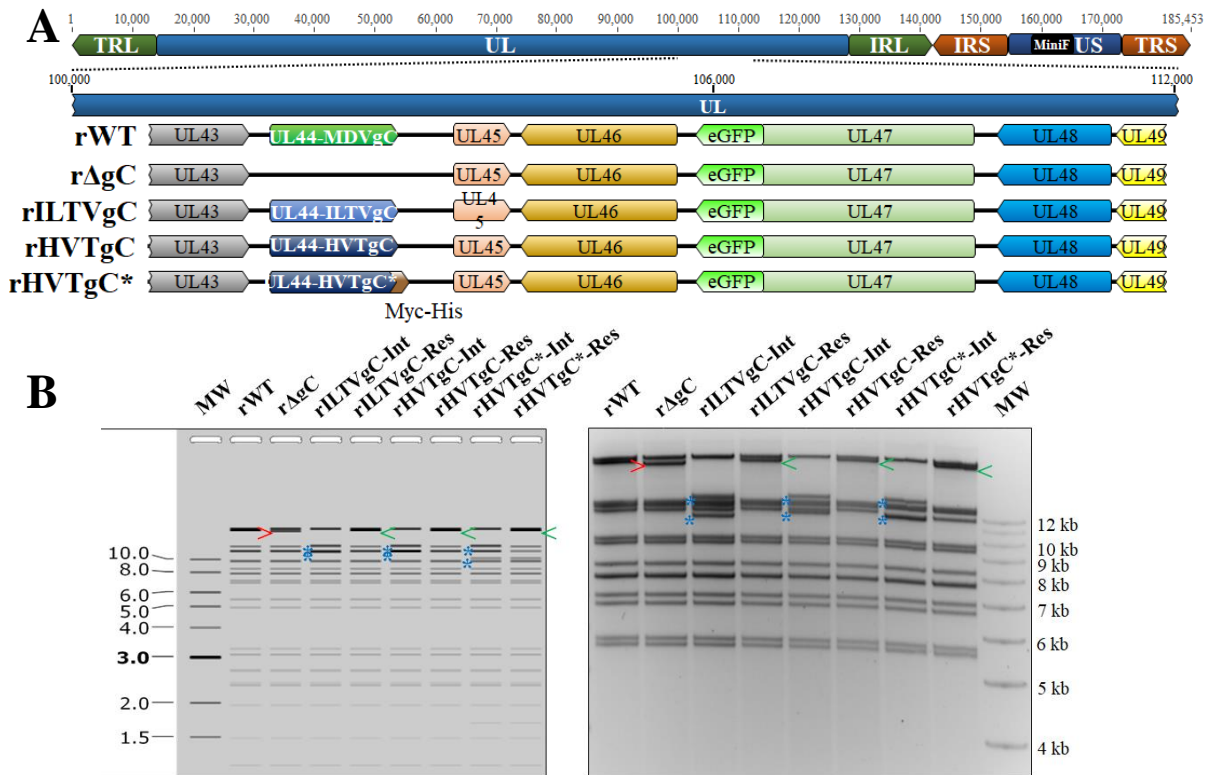 A
1 10,000 20,000 30,000 40,000 50,000 60,000 70,000 80,000 90,000 100,000 110,000 120,000 130,000 140,000 150,000 160,000 170,000 185,453
TRL UL IRL IRS MiniF US TRS
100,000 106,000 112,000
UL
rWT UL43 UL44-MDVgC UL45 UL46 eGFP UL47 UL48 UL49
rΔgC UL43 UL45 UL46 eGFP UL47 UL48 UL49
rILTVgC UL43 UL44-ILTVgC UL45 UL46 eGFP UL47 UL48 UL49
rHVTgC UL43 UL44-HVTgC UL45 UL46 eGFP UL47 UL48 UL49
rHVTgC* UL43 UL44-HVTgC* UL45 UL46 eGFP UL47 UL48 UL49
Myc-His
B
MW rWT rΔgC rILTVgC-Int rILTVgC-Res rHVTgC-Int rHVTgC-Res rHVTgC*-Int rHVTgC*-Res
rWT rΔgC rILTVgC-Int rILTVgC-Res rHVTgC-Int rHVTgC-Res rHVTgC*-Int rHVTgC*-Res MW
10.0
8.0
6.0
5.0
4.0
3.0
2.0
1.5
> < < <
* * * * * *
> < < <
* * * * * *
12 kb
10 kb
9 kb
8 kb
7 kb
6 kb
5 kb
4 kb